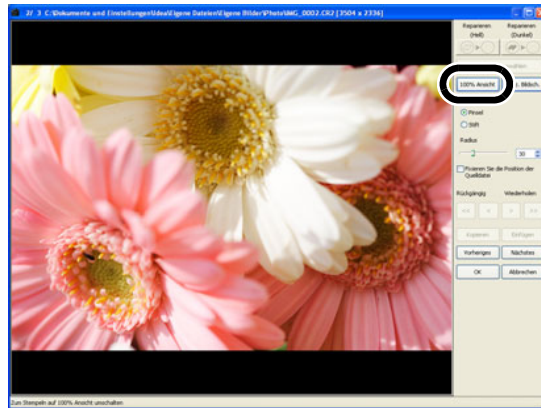 2/ 3 C:\Dokumente und Einstellungen\Idea\Eigene Dateien\Eigene Bilder\Photo\IMG_0002.CR2 [3504 x 2336]
Reparieren (Hell)
Reparieren (Dunkel)
100% Ansicht
Bildsch.
Pinsel
Stift
Radius
30
Fixieren Sie die Position der
Quelldatei
Rückgängig Wiederholen
<< < > >>
Kopieren Einfügen
Vorheriges Nächstes
OK Abbrechen
Zum Stempeln auf 100% Ansicht umschalten